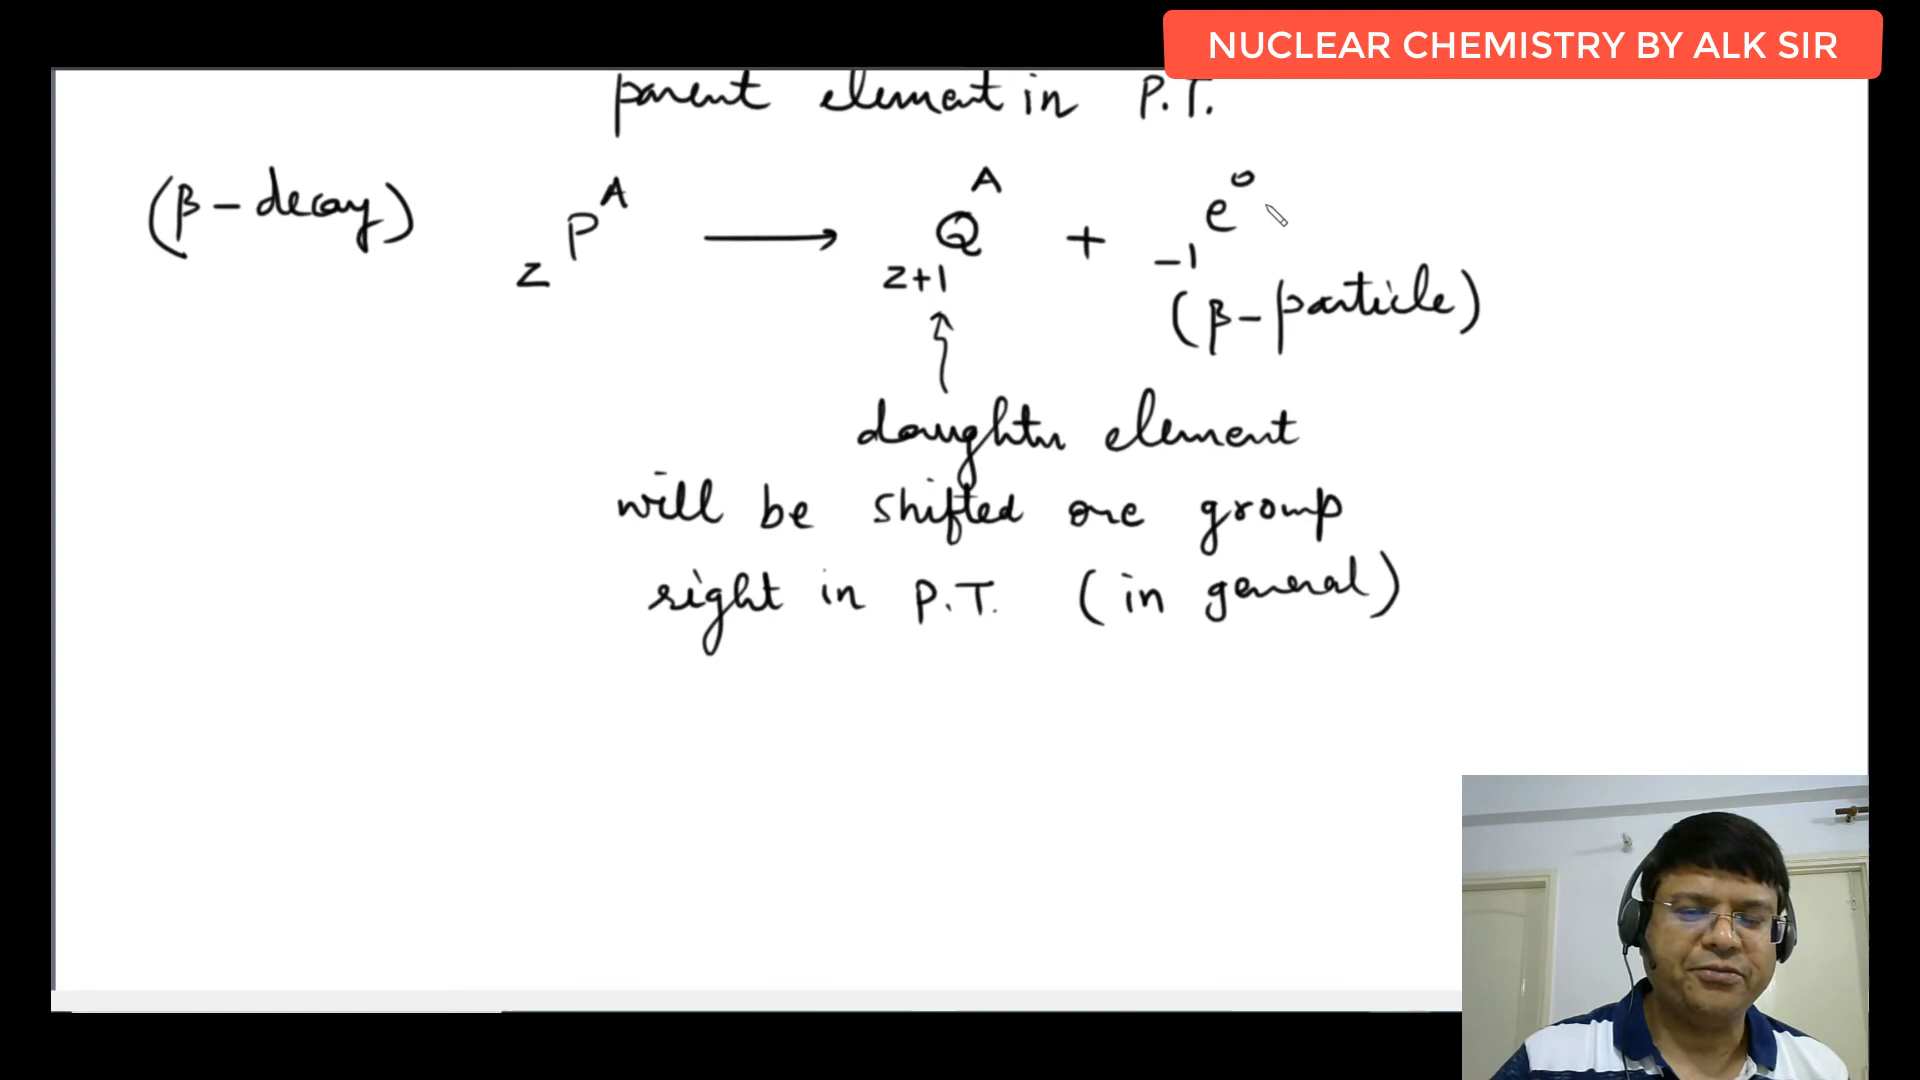 NUCLEAR CHEMISTRY BY ALK SIR
parent element in P.T.
(β-decay) zP^A ⟶ z+1Q^A + -1e^0
(β-particle)
daughter element
will be shifted one group
right in P.T. (in general)